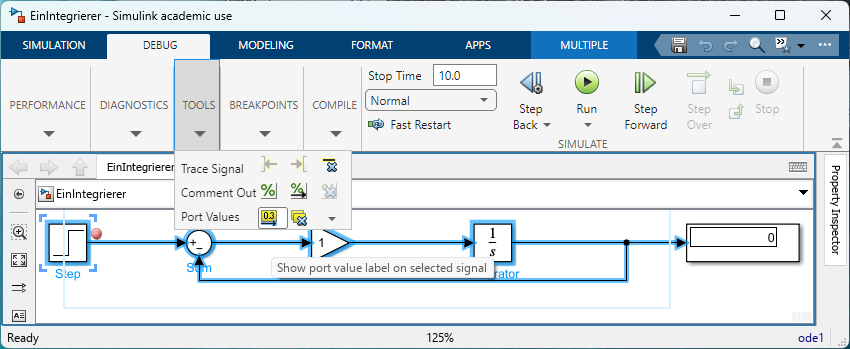 EinIntegrierer - Simulink academic use
SIMULATION
DEBUG
MODELING
FORMAT
APPS
MULTIPLE
PERFORMANCE
DIAGNOSTICS
TOOLS
BREAKPOINTS
COMPILE
Stop Time 10.0
Normal
Fast Restart
Step Back
Run
Step Forward
Step Over
Stop
SIMULATE
Trace Signal
Comment Out
Port Values
0.3
EinIntegrierer
EinIntegrierer
Property Inspector
Step
+
-
Sum
1
1
s
0
Show port value label on selected signal
rator
Ready
125%
ode1